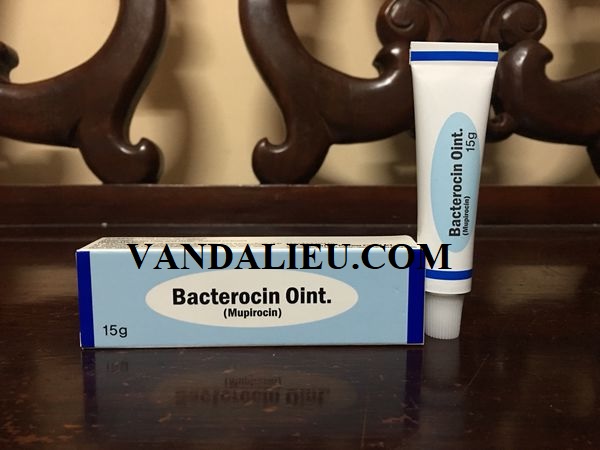 Bacterocin Oint.
(Mupirocin)
15g
VANDALIEU.COM
Bacterocin Oint.
(Mupirocin)
15g